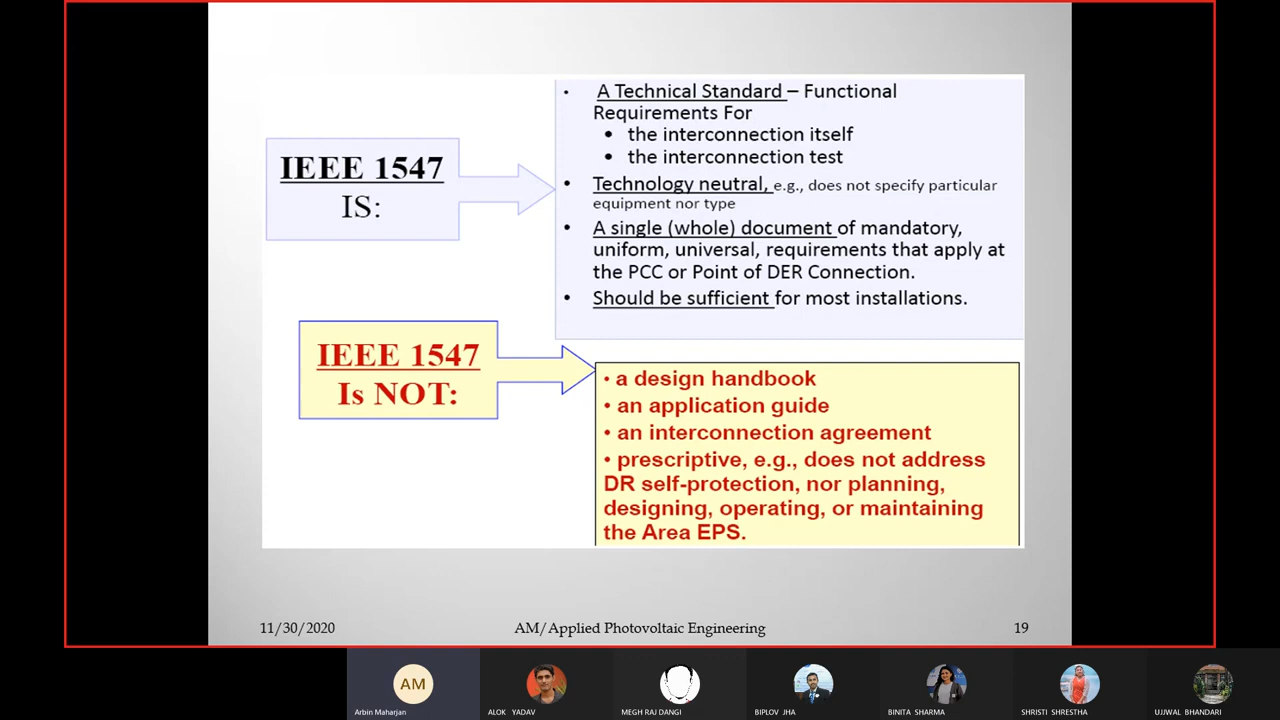 IEEE 1547
IS:
• A Technical Standard – Functional
Requirements For
• the interconnection itself
• the interconnection test
• Technology neutral, e.g., does not specify particular
equipment nor type
• A single (whole) document of mandatory,
uniform, universal, requirements that apply at
the PCC or Point of DER Connection.
• Should be sufficient for most installations.
IEEE 1547
Is NOT:
• a design handbook
• an application guide
• an interconnection agreement
• prescriptive, e.g., does not address
DR self-protection, nor planning,
designing, operating, or maintaining
the Area EPS.
11/30/2020
AM/Applied Photovoltaic Engineering
19
AM
Arbin Maharjan
ALOK YADAV
MEGH RAJ DANGI
BIPLOV JHA
BINITA SHARMA
SHRISTI SHRESTHA
UJJWAL BHANDARI